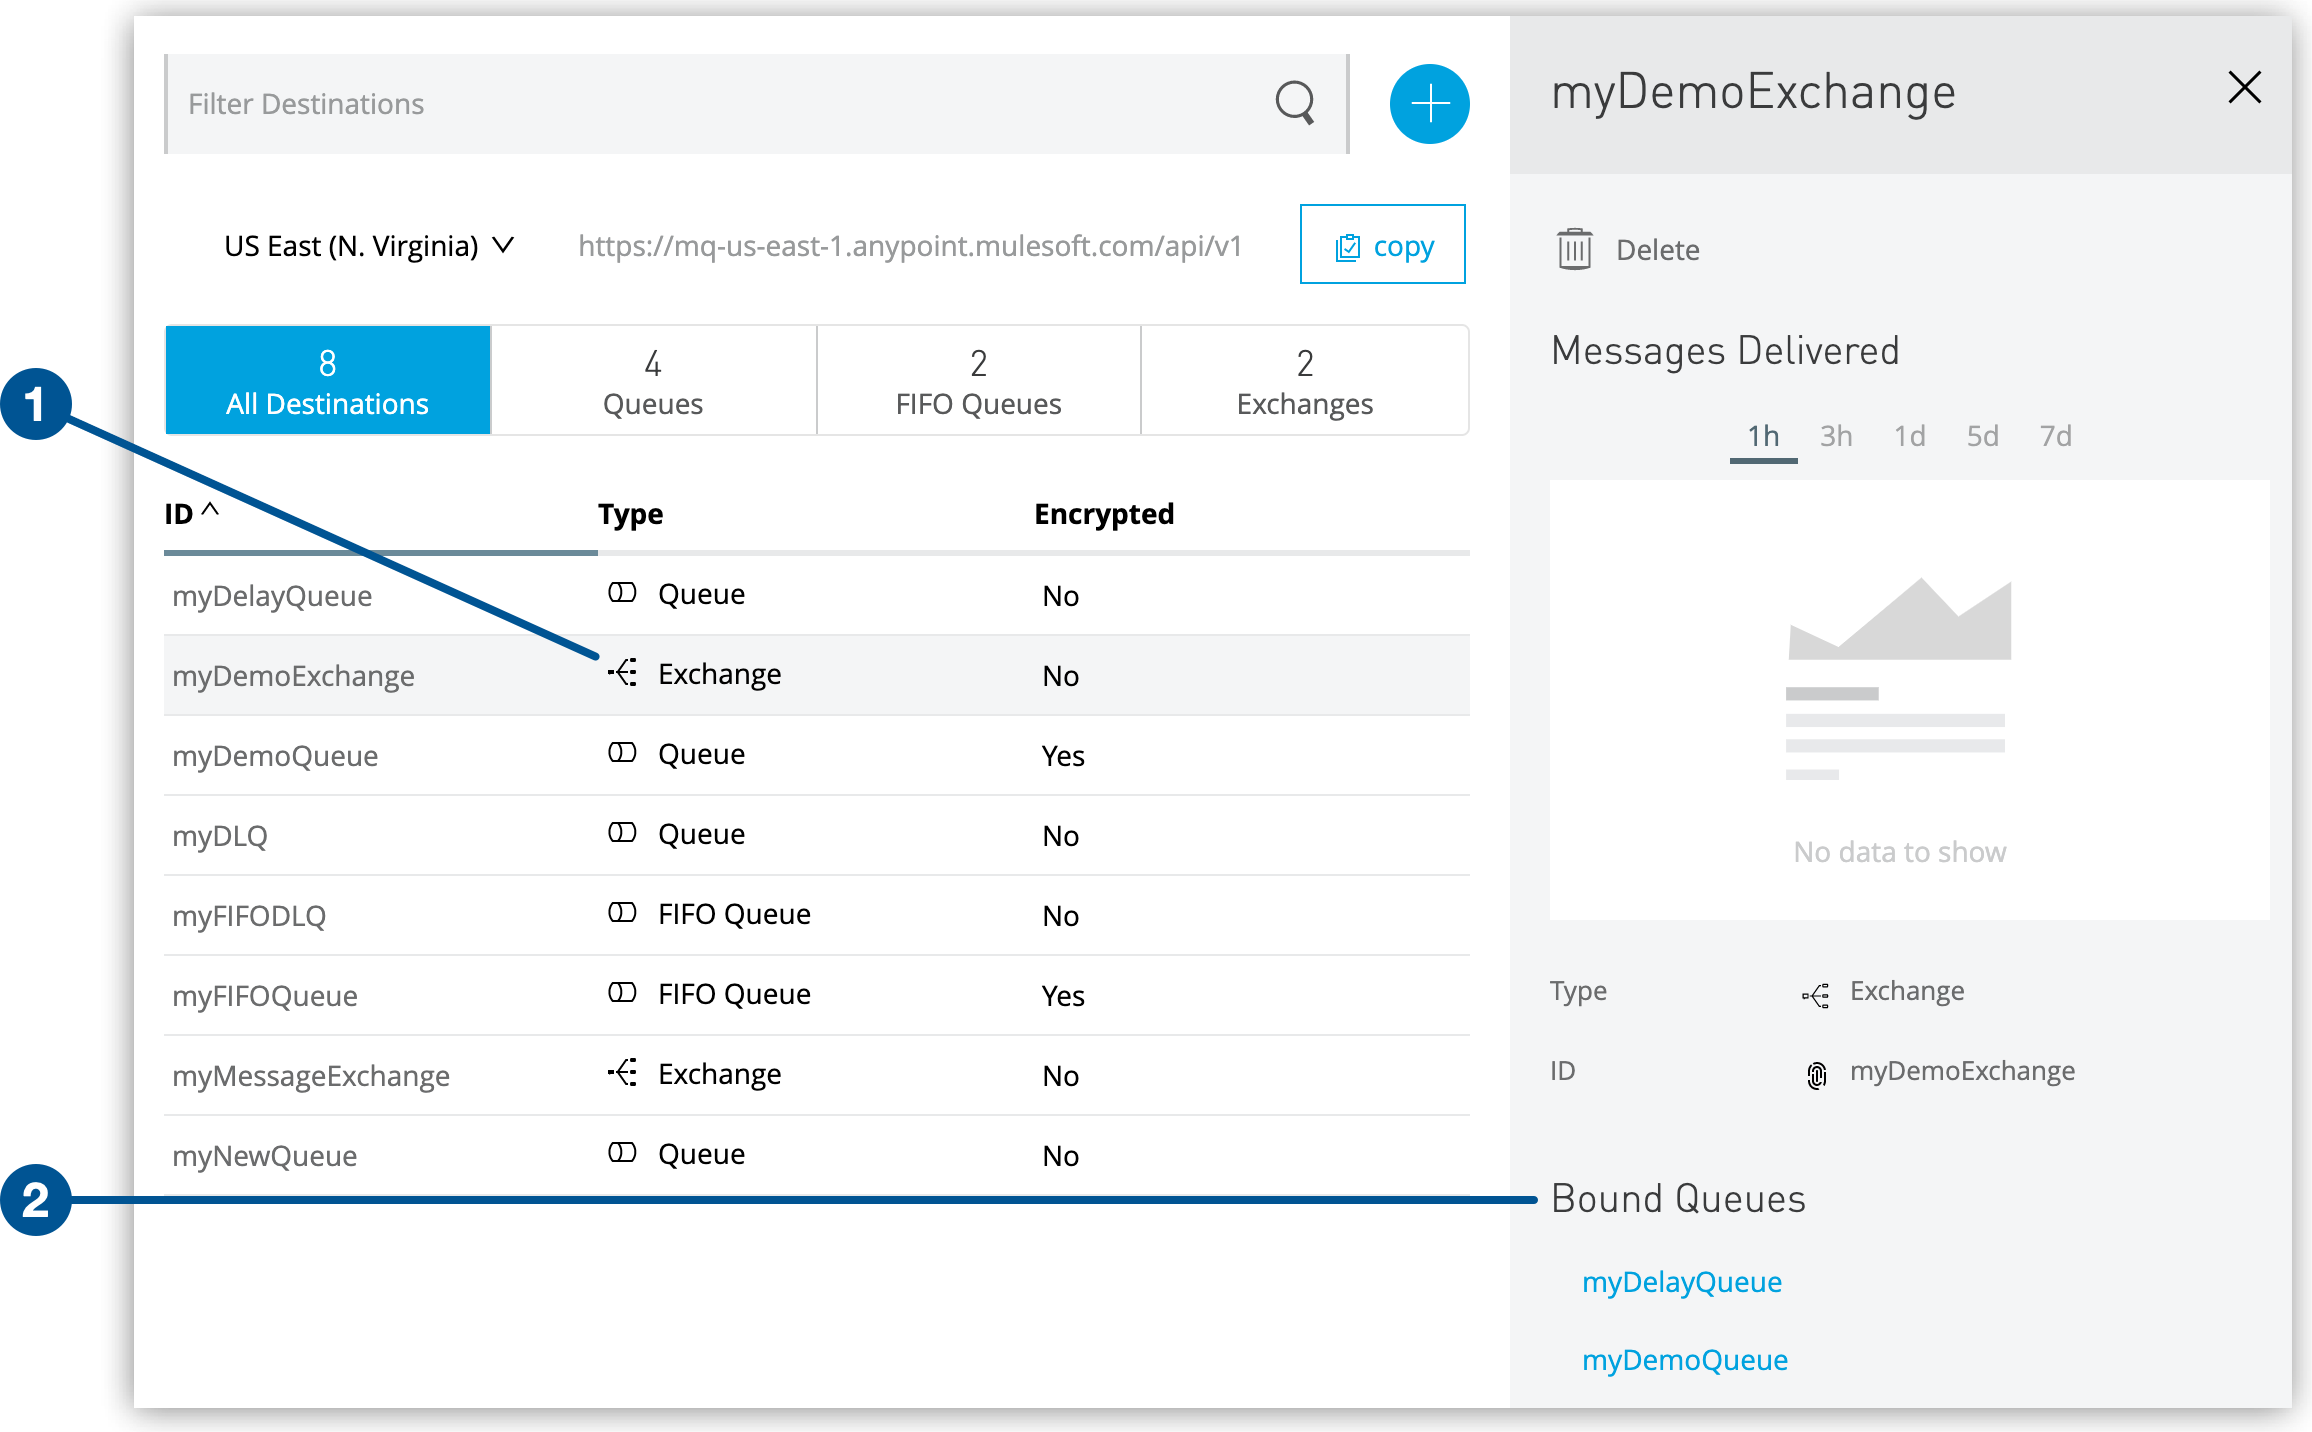 Filter Destinations
US East (N. Virginia) https://mq-us-east-1.anypoint.mulesoft.com/api/v1 copy
8 4 2 2
All Destinations Queues FIFO Queues Exchanges
1
ID Type Encrypted
myDelayQueue Queue No
myDemoExchange Exchange No
myDemoQueue Queue Yes
myDLQ Queue No
myFIFODLQ FIFO Queue No
myFIFOQueue FIFO Queue Yes
myMessageExchange Exchange No
myNewQueue Queue No
2
myDemoExchange
Delete
Messages Delivered
1h 3h 1d 5d 7d
No data to show
Type Exchange
ID myDemoExchange
Bound Queues
myDelayQueue
myDemoQueue